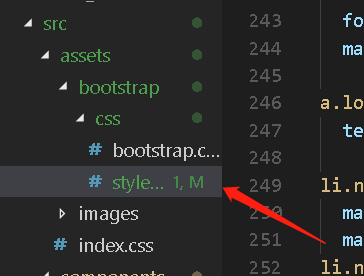 src
assets
bootstrap
css
# bootstrap.c...
# style... 1, M
images
# index.css
components
243 fo
244 ma
245
246 a.lo
247 te
248
249 li.n
250 ma
251 ma
252 li.n